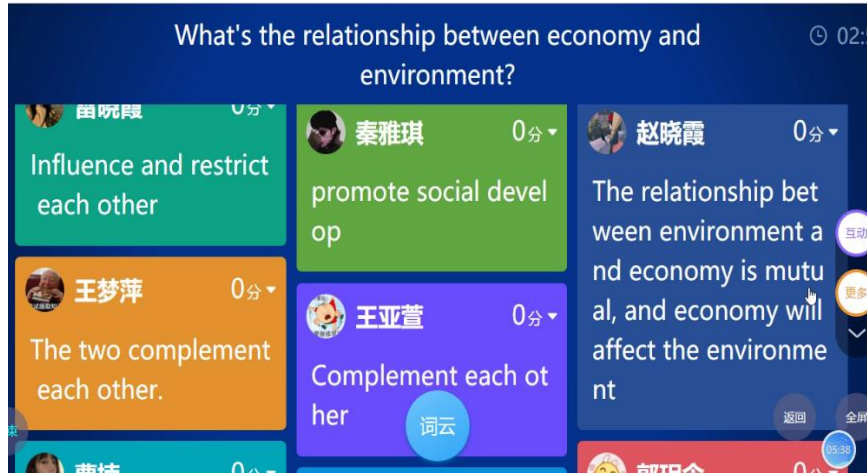 What's the relationship between economy and
environment?
02:
0分
Influence and restrict
each other
王梦萍
0分
The two complement
each other.
0
秦雅琪
0分
promote social devel
op
王亚萱
0分
Complement each ot
her
词云
赵晓霞
0分
The relationship bet
ween environment a
nd economy is mutu
al, and economy will
affect the environme
nt
互动
更多
返回
全屏
05:38